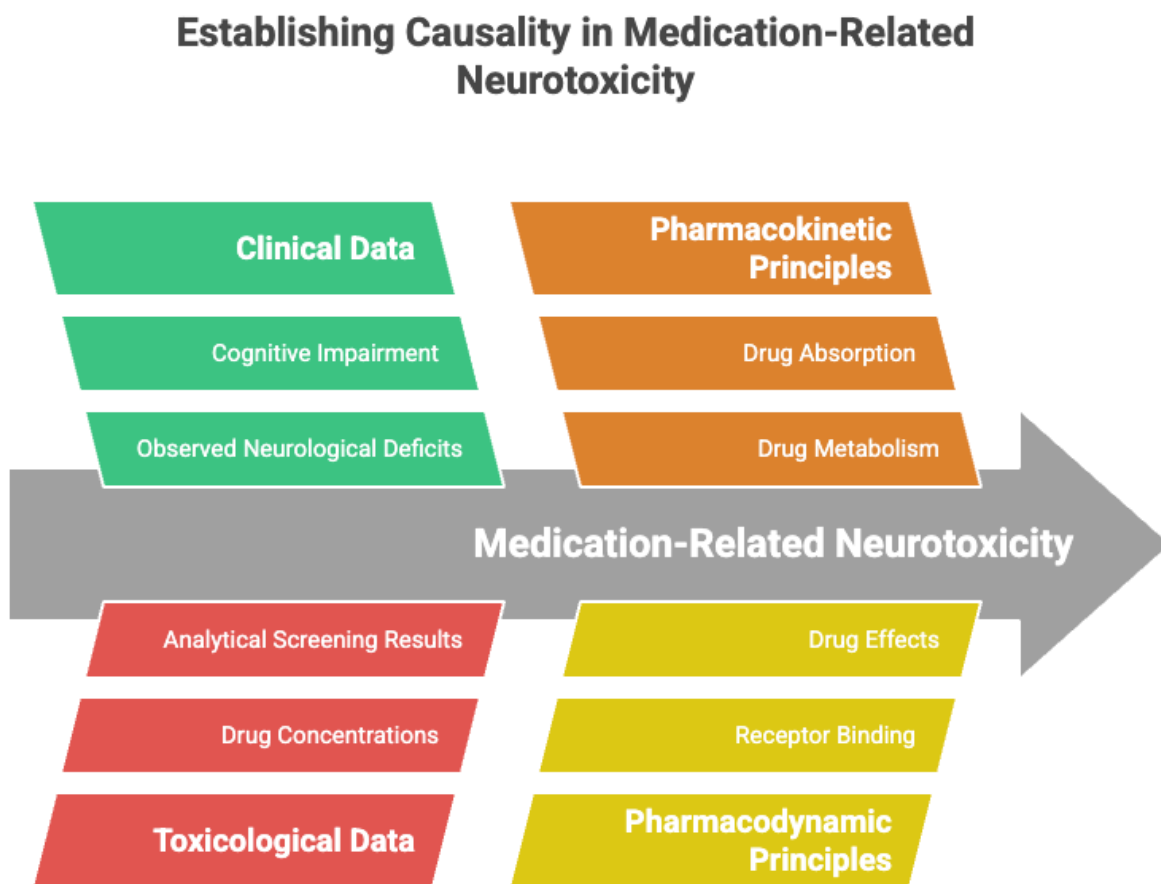 Establishing Causality in Medication-Related
Neurotoxicity
Clinical Data
Cognitive Impairment
Observed Neurological Deficits
Pharmacokinetic
Principles
Drug Absorption
Drug Metabolism
Medication-Related Neurotoxicity
Analytical Screening Results
Drug Concentrations
Toxicological Data
Drug Effects
Receptor Binding
Pharmacodynamic
Principles